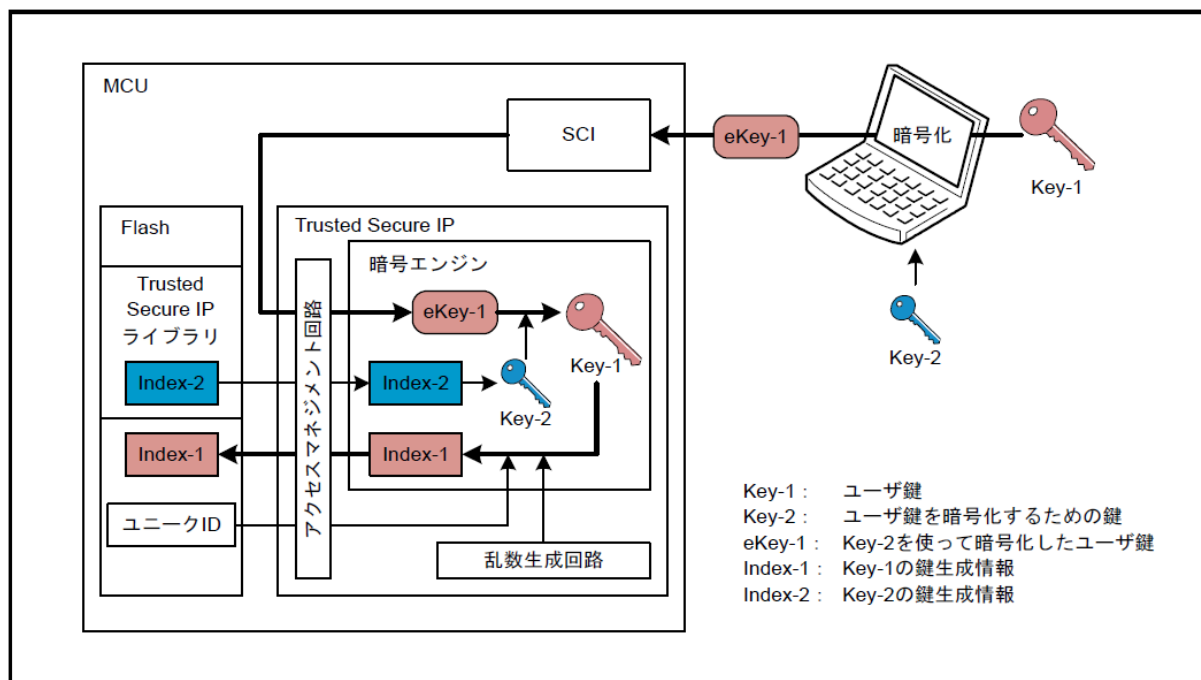 MCU
SCI
eKey-1
暗号化
Key-1
Key-2
Flash
Trusted
Secure IP
ライブラリ
Index-2
Index-1
ユニークID
Trusted Secure IP
アクセスマネジメント回路
暗号エンジン
eKey-1
Key-1
Index-2
Key-2
Index-1
乱数生成回路
Key-1： ユーザ鍵
Key-2： ユーザ鍵を暗号化するための鍵
eKey-1： Key-2を使って暗号化したユーザ鍵
Index-1： Key-1の鍵生成情報
Index-2： Key-2の鍵生成情報